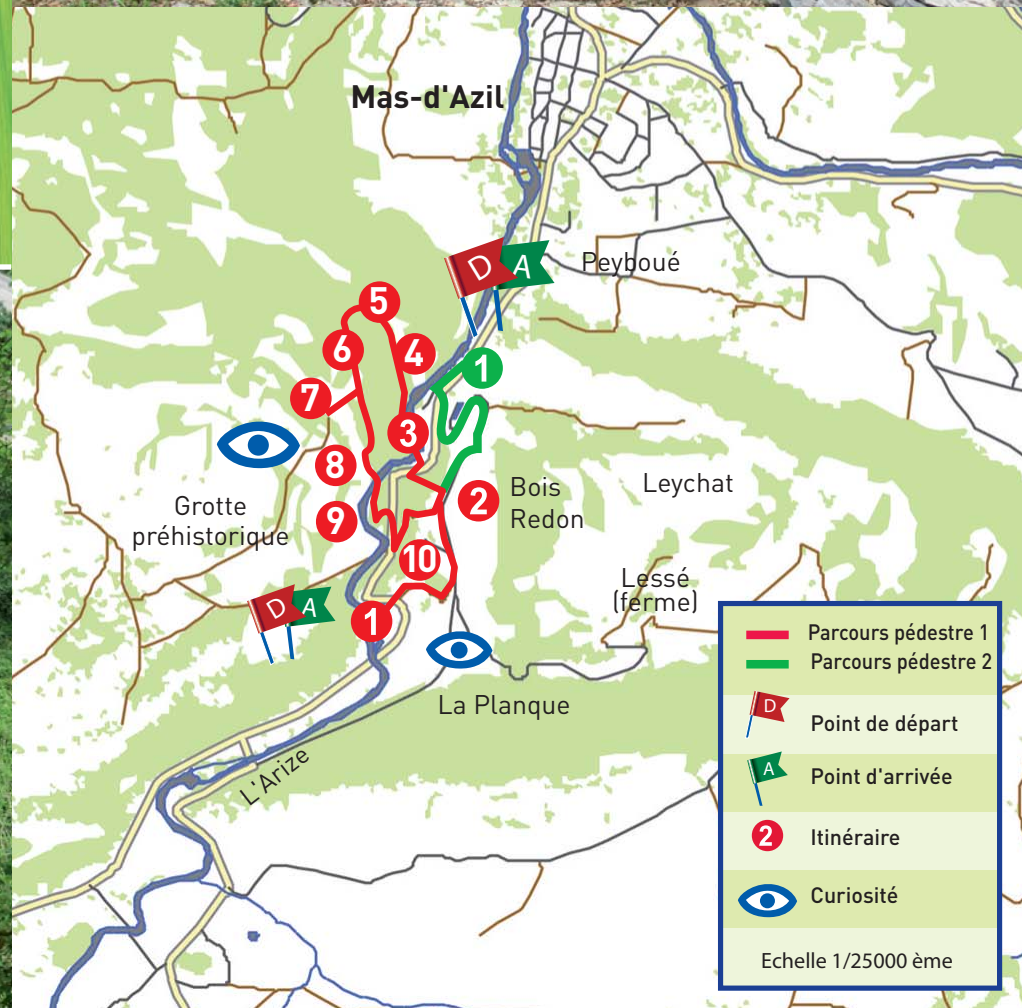 Mas-d'Azil
D A
Peyboué
5
6
4
1
7
3
8
2
Bois
Redon
Leychat
Grotte
préhistorique
9
10
Lessé
(ferme)
D A
1
La Planque
L'Arize
Parcours pédestre 1
Parcours pédestre 2
D
Point de départ
A
Point d'arrivée
2
Itinéraire
Curiosité
Echelle 1/25000 ème